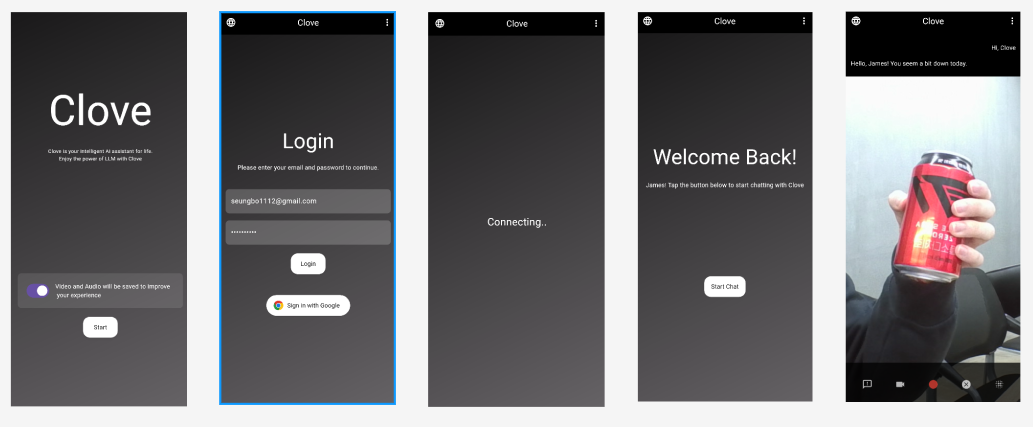 Clove
Clove is your Intelligent AI assistant for life.
Enjoy the power of LLM with Clove
Video and Audio will be saved to improve
your experience
Start
Clove
Login
Please enter your email and password to continue.
seungbo1112@gmail.com
••••••••••
Login
Sign in with Google
Clove
Connecting..
Clove
Welcome Back!
James! Tap the button below to start chatting with Clove
Start Chat
Clove
Hi, Clove
Hello, James! You seem a bit down today.
ZERO